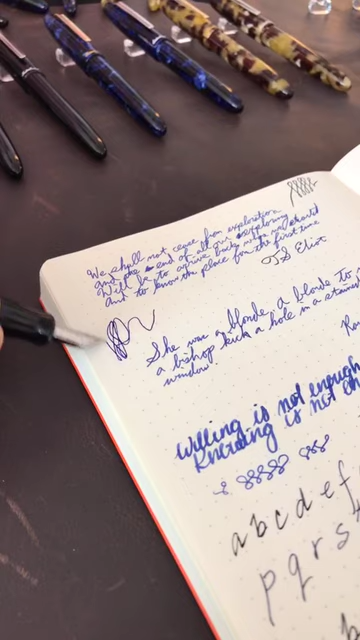 We shall not cease from exploration
and the end of all our exploring
Will be to arrive where we started
And to know the place for the first time
TS Eliot
She was a blonde a blonde to
a bishop kick a hole in a stained
window
Willing is not enough
Knowing is not
a b c d e f
p q r s